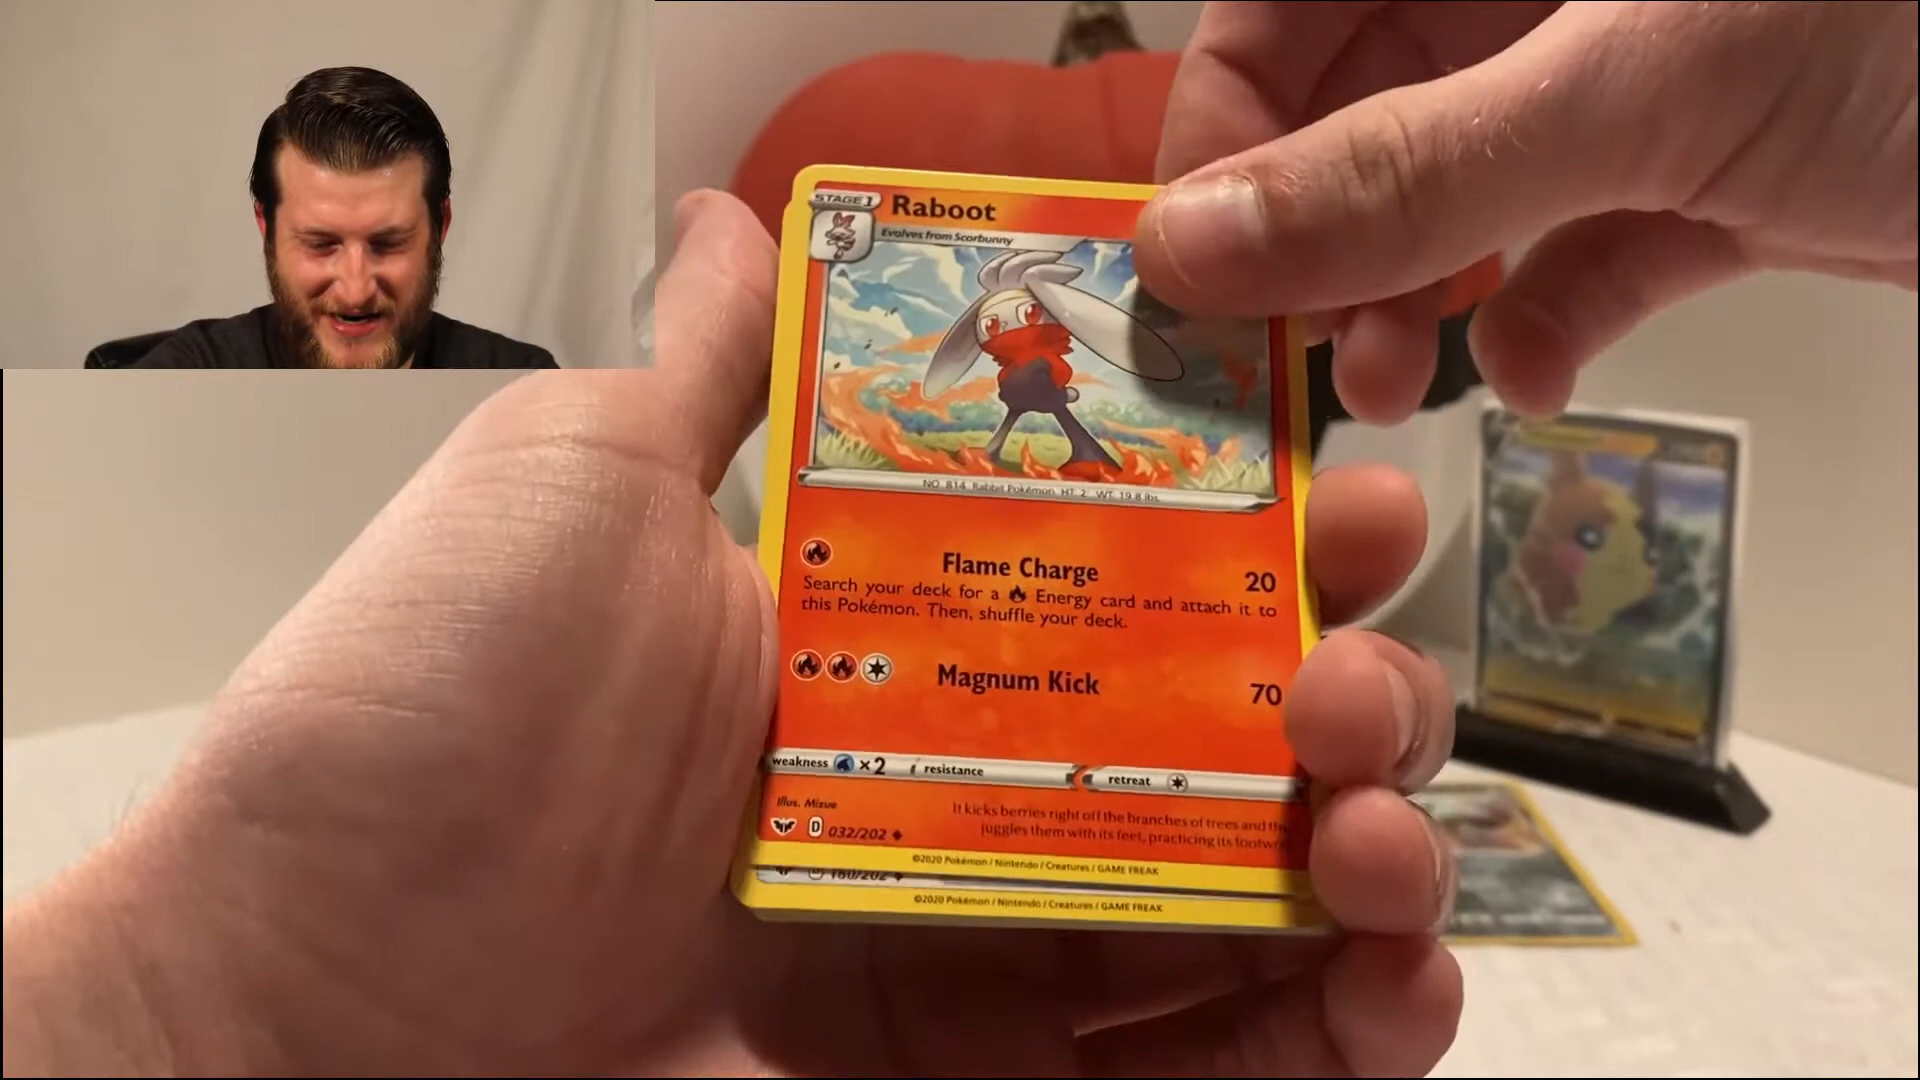 STAGE 1 Raboot
Evolves from Scorbunny
NO. 814 Rabbit Pokémon HT: 2 WT: 19.8 lbs.
Flame Charge 20
Search your deck for a Energy card and attach it to
this Pokémon. Then, shuffle your deck.
Magnum Kick 70
weakness ×2 resistance retreat
Illus. Mizue
It kicks berries right off the branches of trees and
juggles them with its feet, practicing its
D 032/202
©2020 Pokémon / Nintendo / Creatures / GAME FREAK
180/202
©2020 Pokémon / Nintendo / Creatures / GAME FREAK